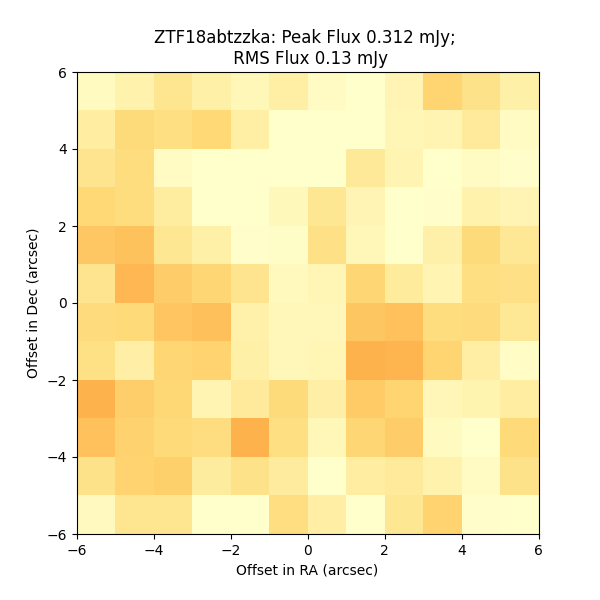 ZTF18abtzzka: Peak Flux 0.312 mJy;
RMS Flux 0.13 mJy
6
4
2
0
−2
−4
−6
Offset in Dec (arcsec)
−6 −4 −2 0 2 4 6
Offset in RA (arcsec)